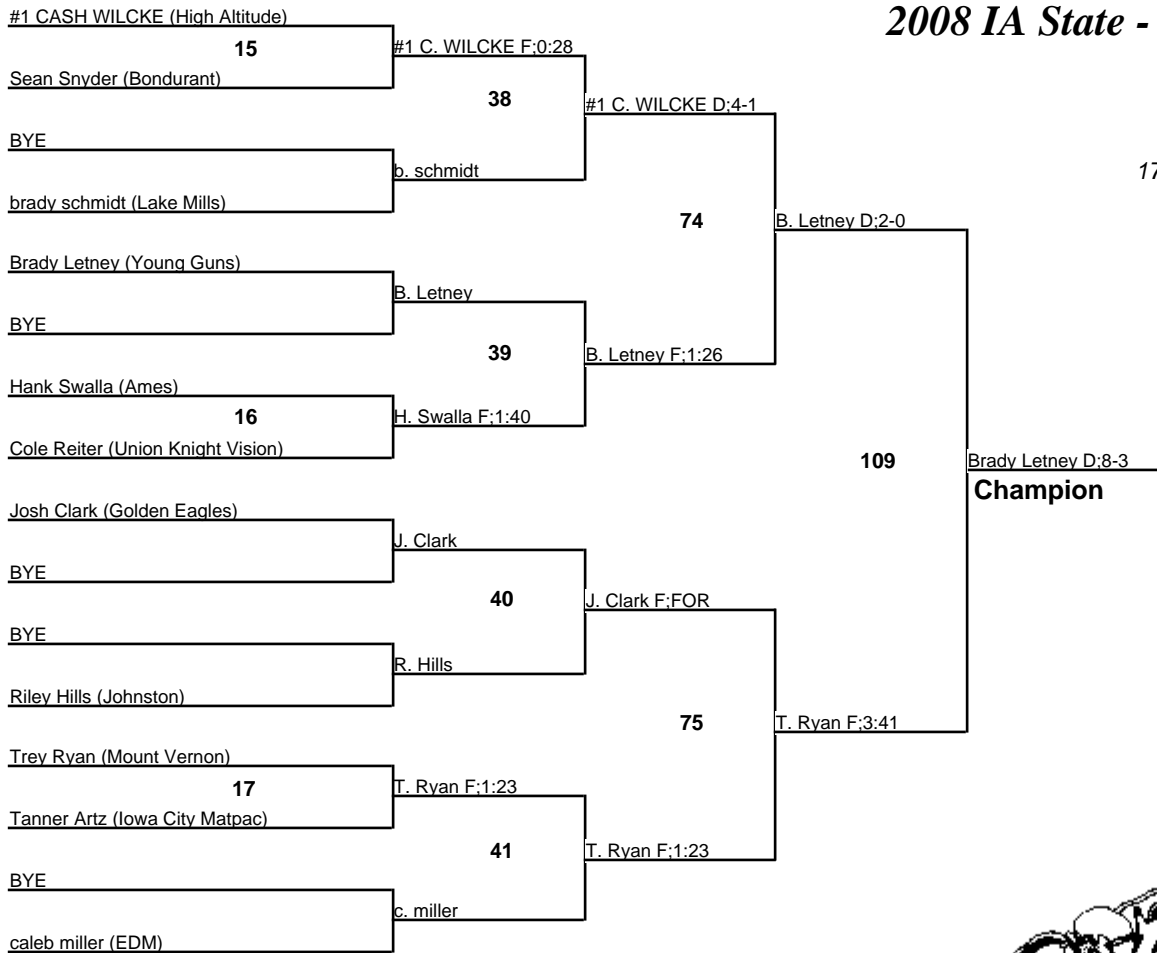 #1 CASH WILCKE (High Altitude)
2008 IA State -
15
#1 C. WILCKE F;0:28
Sean Snyder (Bondurant)
38
#1 C. WILCKE D;4-1
BYE
b. schmidt
17
brady schmidt (Lake Mills)
74
B. Letney D;2-0
Brady Letney (Young Guns)
B. Letney
BYE
39
B. Letney F;1:26
Hank Swalla (Ames)
16
H. Swalla F;1:40
Cole Reiter (Union Knight Vision)
109
Brady Letney D;8-3
Champion
Josh Clark (Golden Eagles)
J. Clark
BYE
40
J. Clark F;FOR
BYE
R. Hills
Riley Hills (Johnston)
75
T. Ryan F;3:41
Trey Ryan (Mount Vernon)
17
T. Ryan F;1:23
Tanner Artz (Iowa City Matpac)
41
T. Ryan F;1:23
BYE
c. miller
caleb miller (EDM)